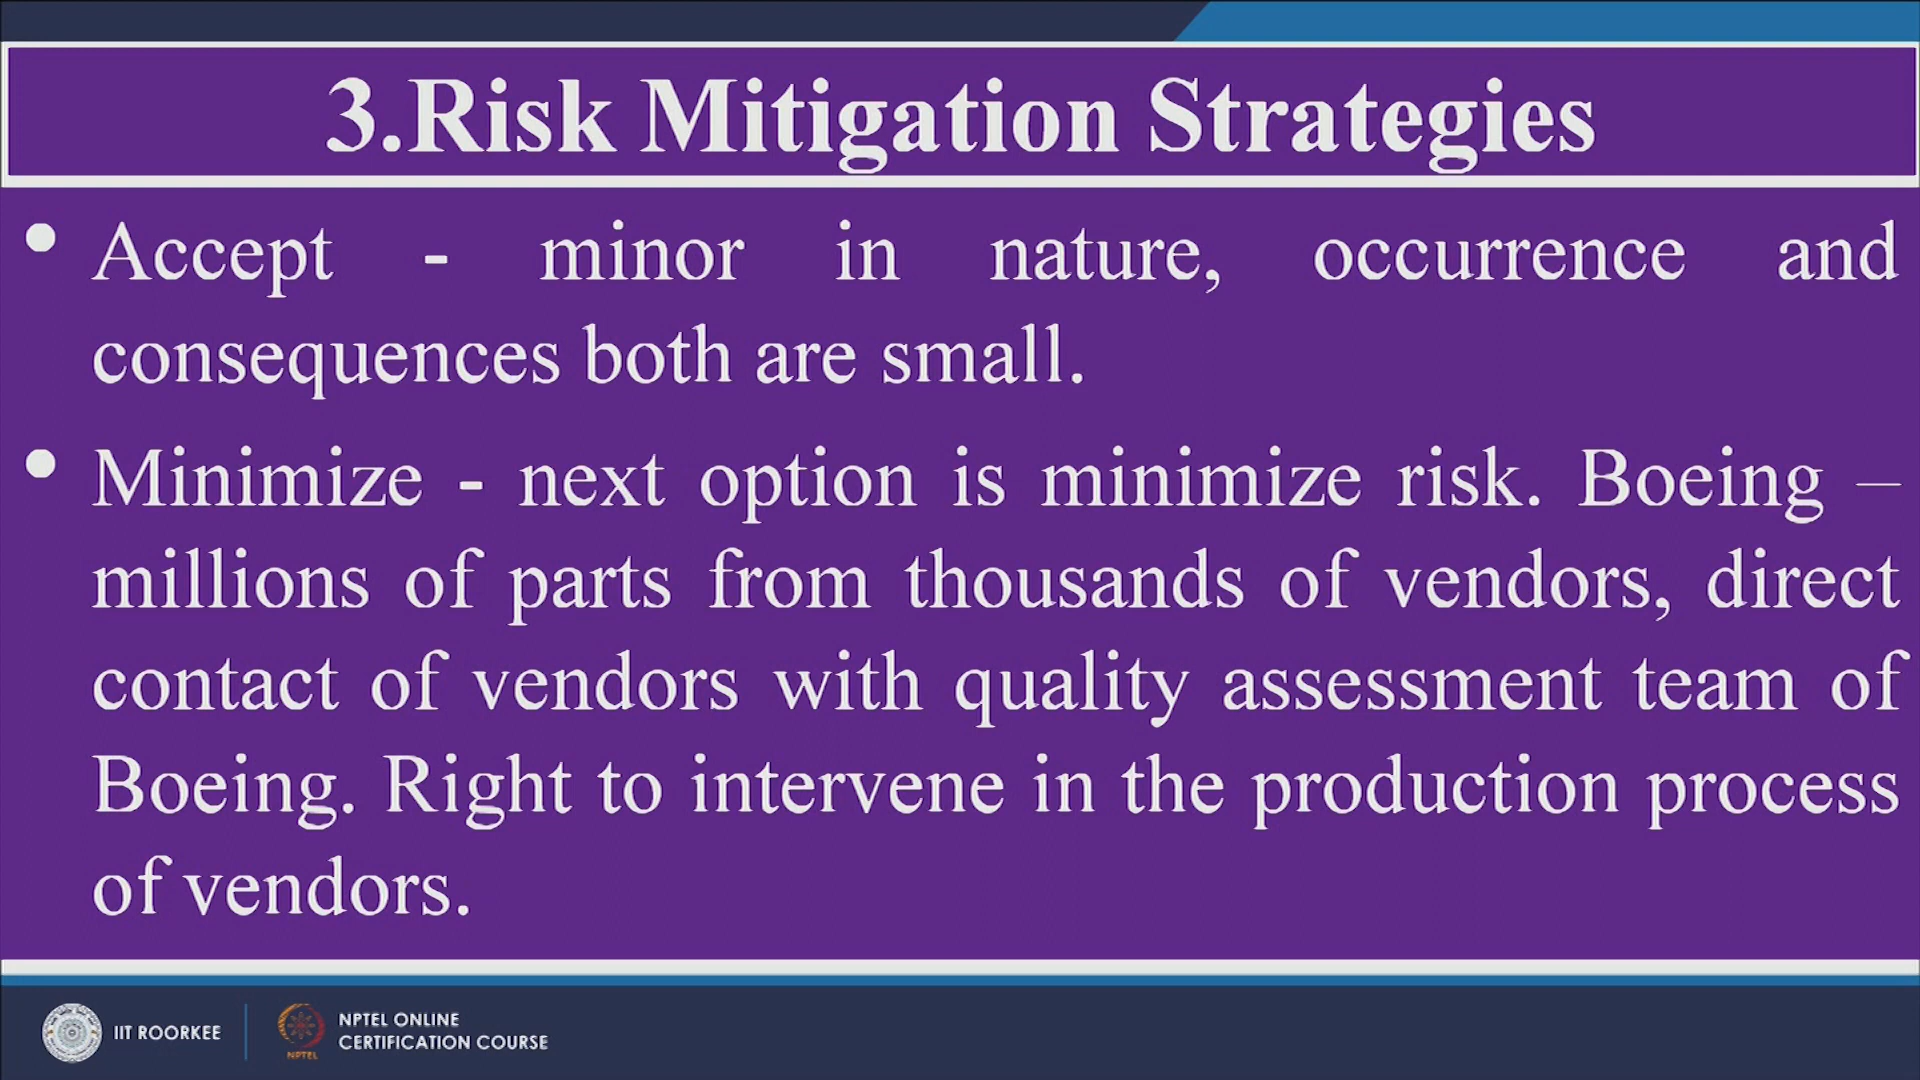 3.Risk Mitigation Strategies
• Accept - minor in nature, occurrence and
consequences both are small.
• Minimize - next option is minimize risk. Boeing –
millions of parts from thousands of vendors, direct
contact of vendors with quality assessment team of
Boeing. Right to intervene in the production process
of vendors.
IIT ROORKEE
NPTEL
NPTEL ONLINE
CERTIFICATION COURSE